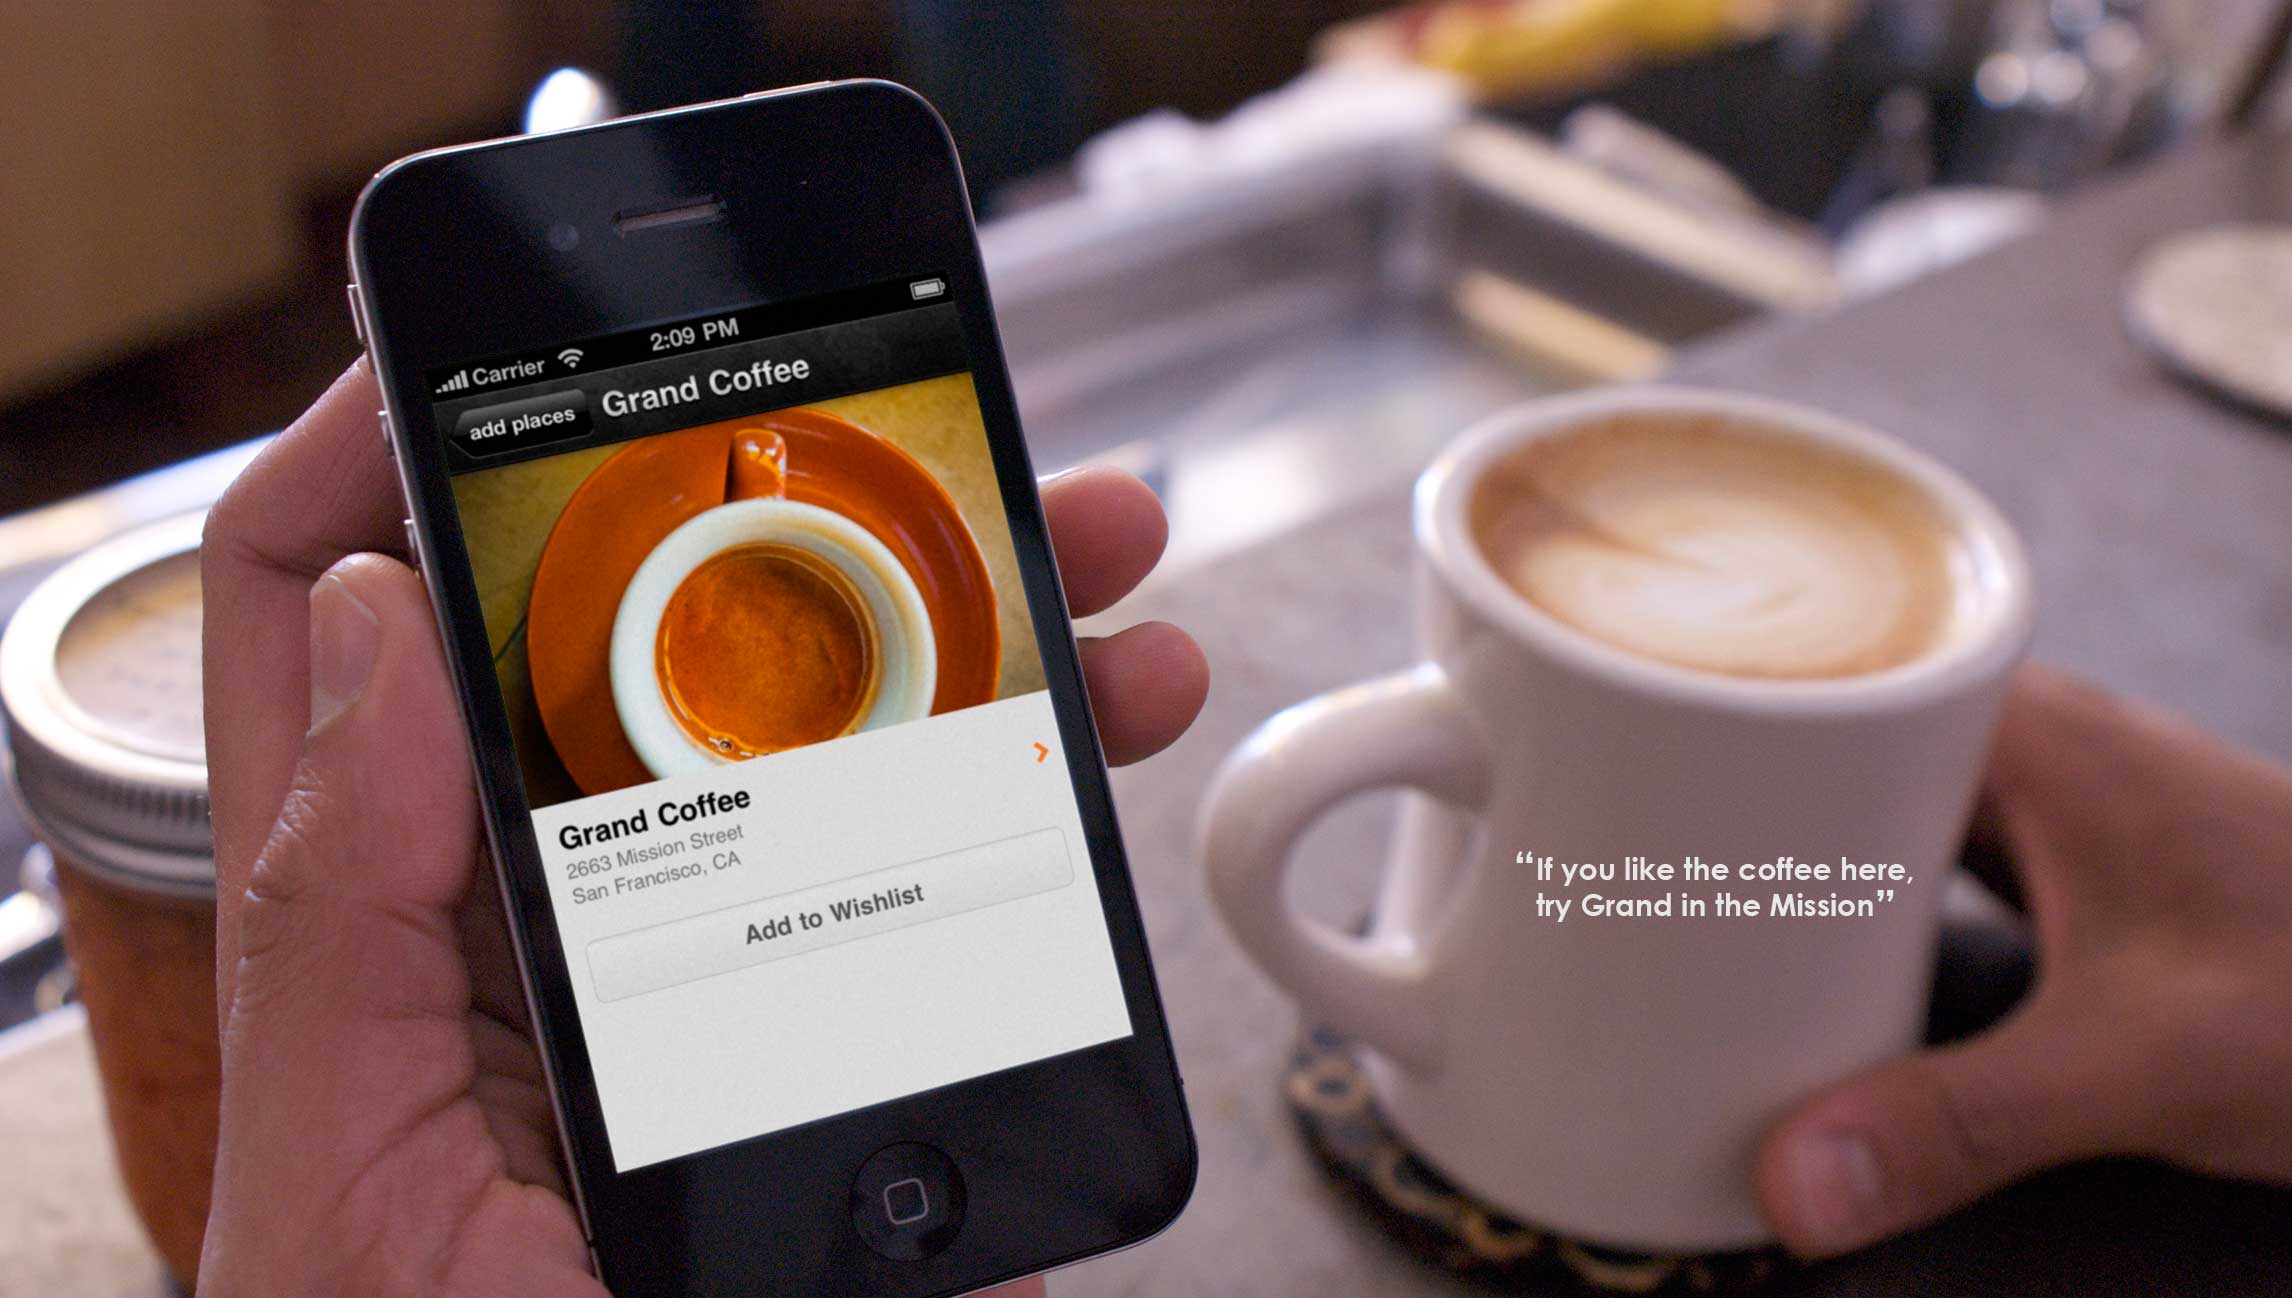 Carrier 2:09 PM
add places Grand Coffee
Grand Coffee
2663 Mission Street
San Francisco, CA
Add to Wishlist
“If you like the coffee here,
try Grand in the Mission”